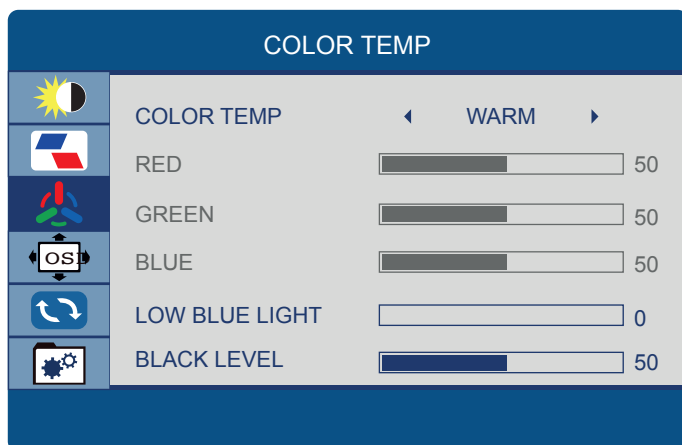 COLOR TEMP
COLOR TEMP WARM
RED 50
GREEN 50
OSD
BLUE 50
LOW BLUE LIGHT 0
BLACK LEVEL 50